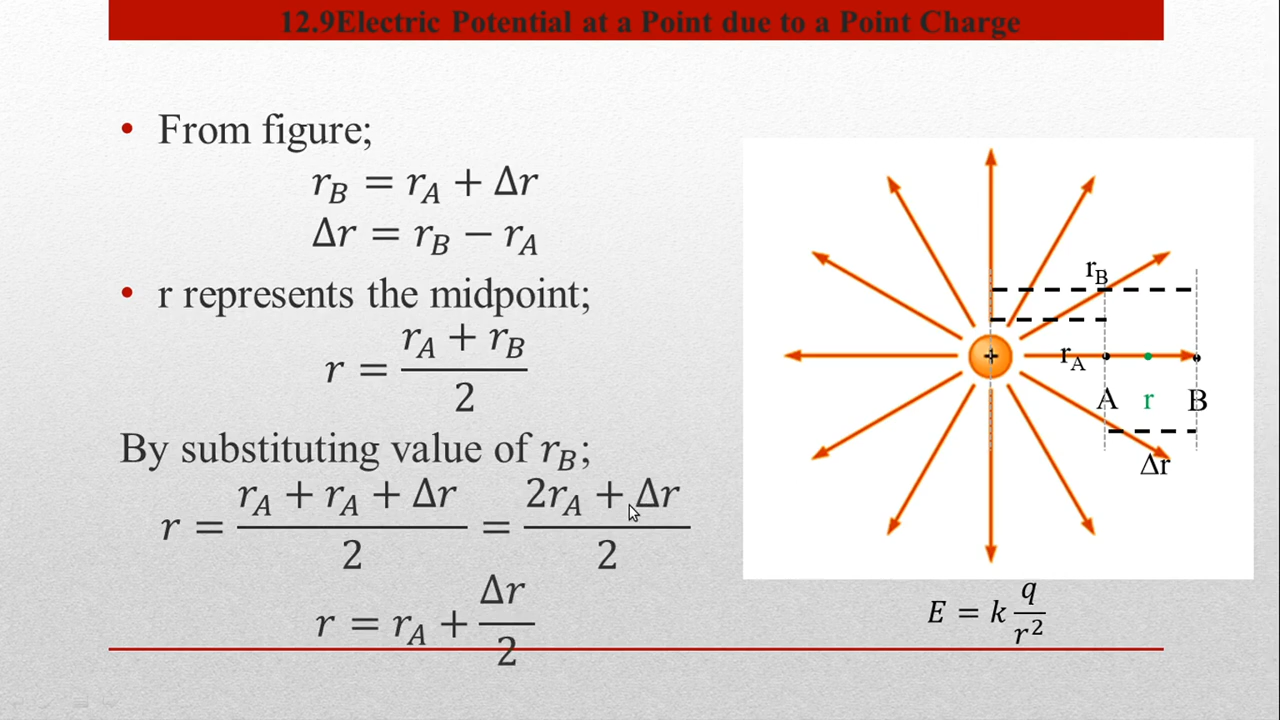 12.9Electric Potential at a Point due to a Point Charge
• From figure;
r_B = r_A + Δr
Δr = r_B − r_A
• r represents the midpoint;
r = (r_A + r_B)/2
By substituting value of r_B;
r = (r_A + r_A + Δr)/2 = (2r_A + Δr)/2
r = r_A + Δr/2
r_B
+
r_A
A r B
Δr
E = k q/r²